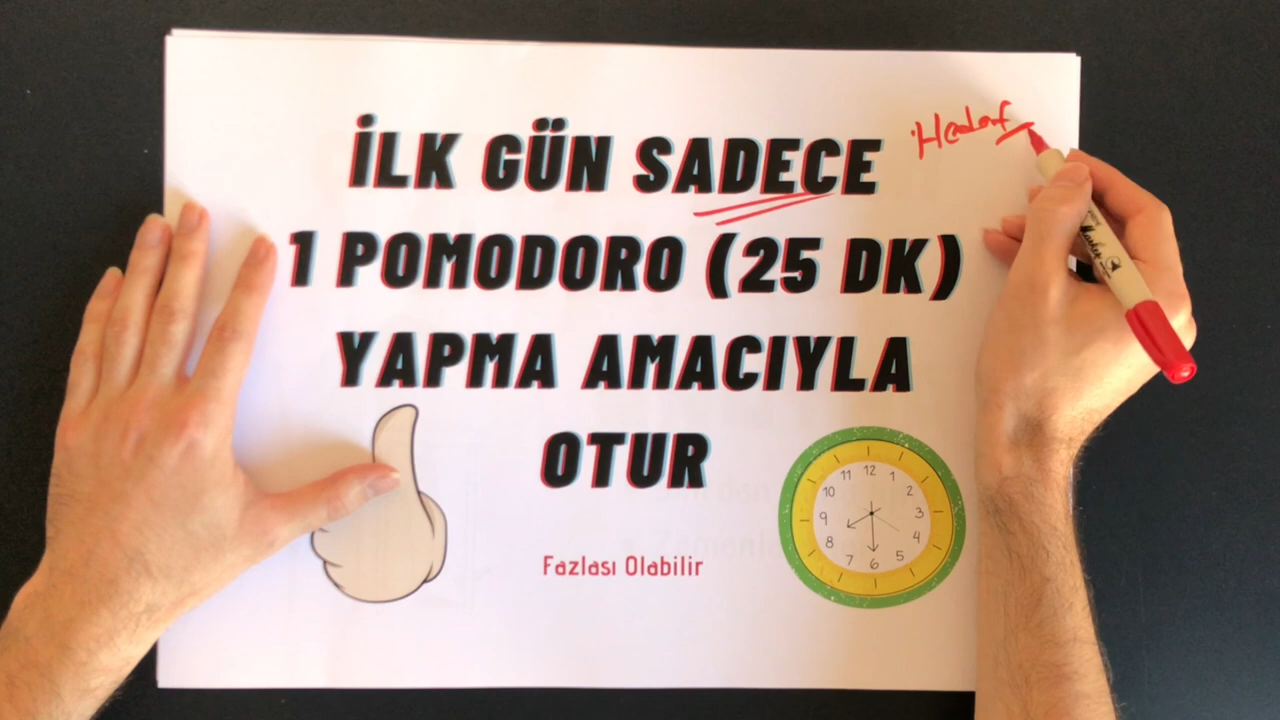 İLK GÜN SADECE
Hedef
1 POMODORO (25 DK)
YAPMA AMACIYLA
OTUR
Fazlası Olabilir
12
1
2
3
4
5
6
7
8
9
10
11
Marker